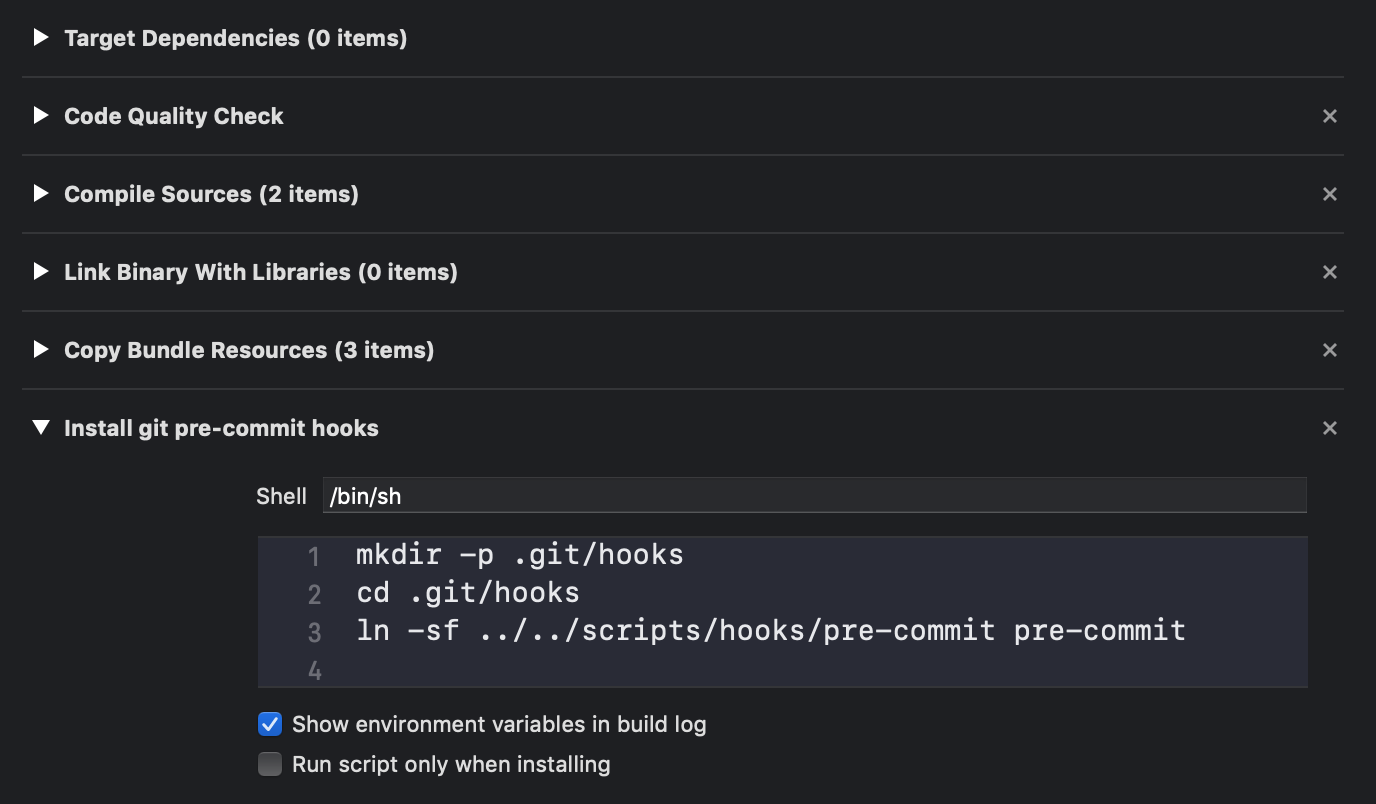 Target Dependencies (0 items)
Code Quality Check
Compile Sources (2 items)
Link Binary With Libraries (0 items)
Copy Bundle Resources (3 items)
Install git pre-commit hooks
Shell /bin/sh
1 mkdir -p .git/hooks
2 cd .git/hooks
3 ln -sf ../../scripts/hooks/pre-commit pre-commit
4
Show environment variables in build log
Run script only when installing